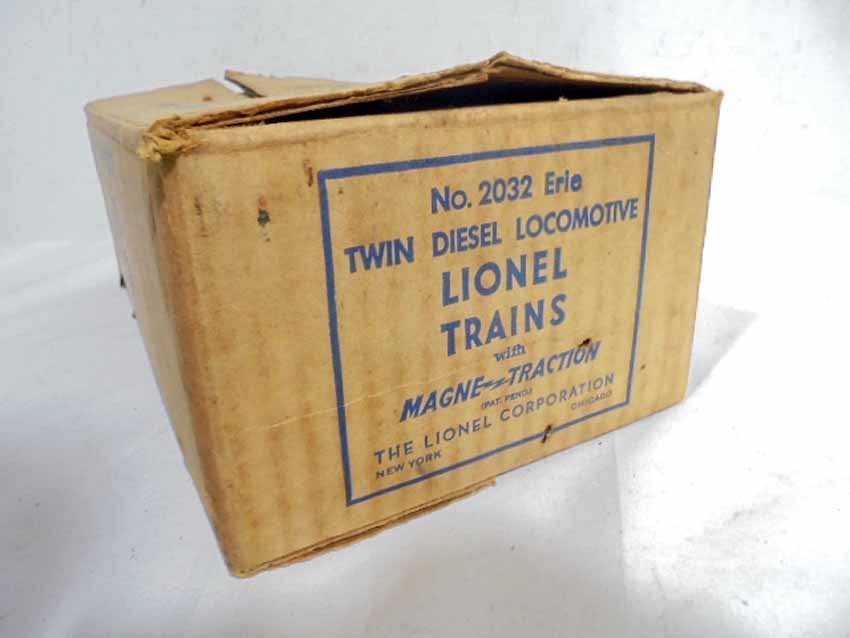 No. 2032 Erie
TWIN DIESEL LOCOMOTIVE
LIONEL
TRAINS
with
MAGNE-TRACTION
(PAT. PEND.)
THE LIONEL CORPORATION
NEW YORK CHICAGO